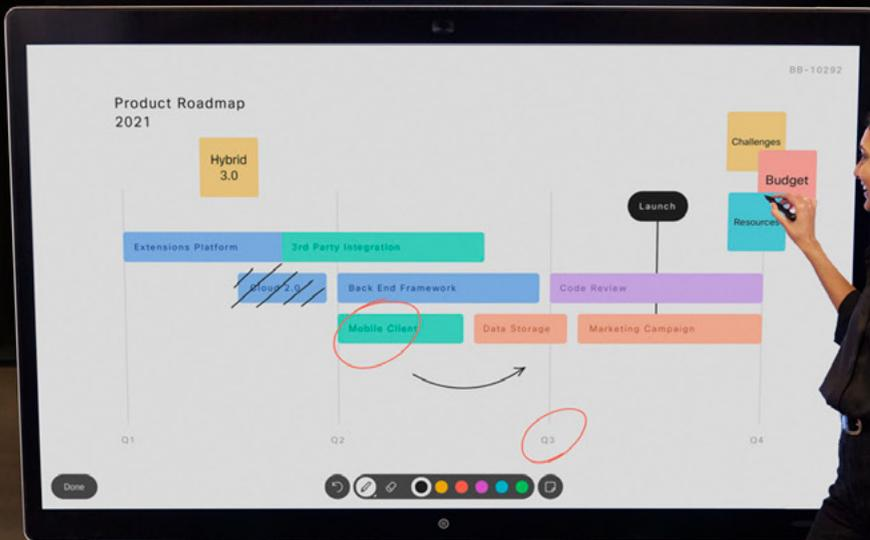 BB-10292
Product Roadmap
2021
Hybrid
3.0
Challenges
Budget
Resources
Launch
Extensions Platform
3rd Party Integration
Cloud 2.0
Back End Framework
Code Review
Mobile Client
Data Storage
Marketing Campaign
Q1
Q2
Q3
Q4
Done